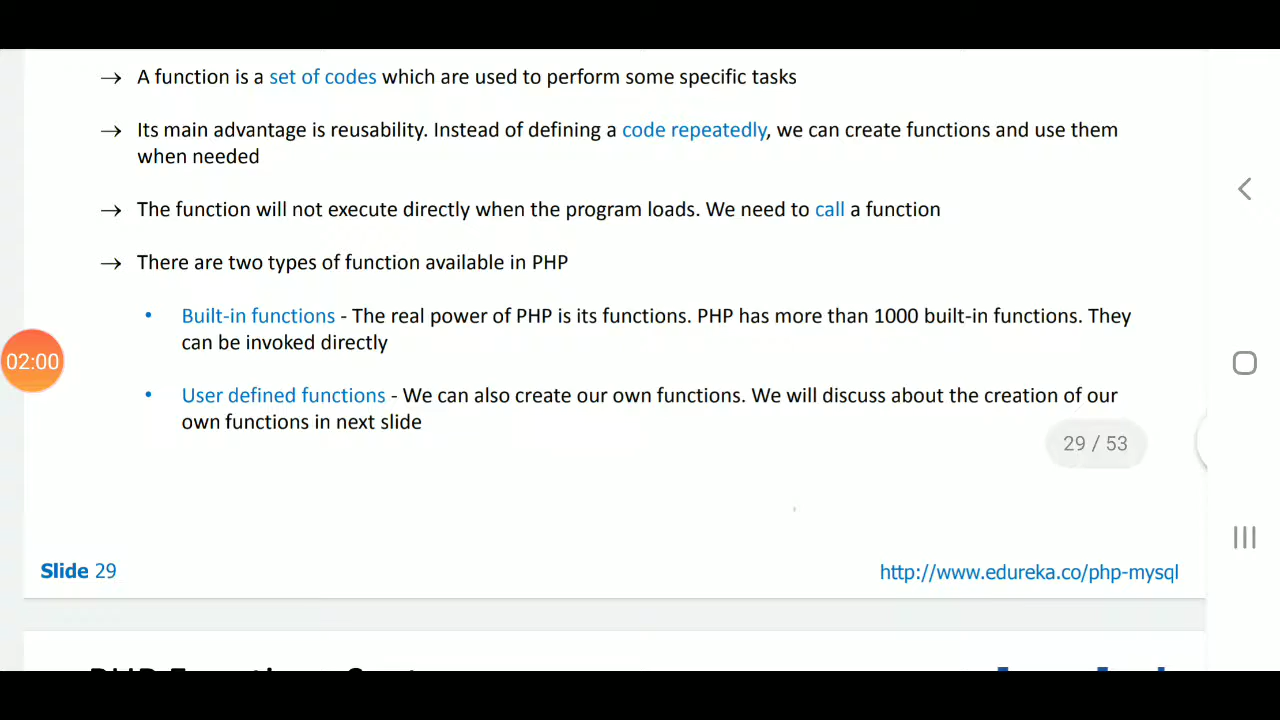 → A function is a set of codes which are used to perform some specific tasks
→ Its main advantage is reusability. Instead of defining a code repeatedly, we can create functions and use them
when needed
→ The function will not execute directly when the program loads. We need to call a function
→ There are two types of function available in PHP
• Built-in functions - The real power of PHP is its functions. PHP has more than 1000 built-in functions. They
can be invoked directly
02:00
• User defined functions - We can also create our own functions. We will discuss about the creation of our
own functions in next slide
29 / 53
Slide 29
http://www.edureka.co/php-mysql